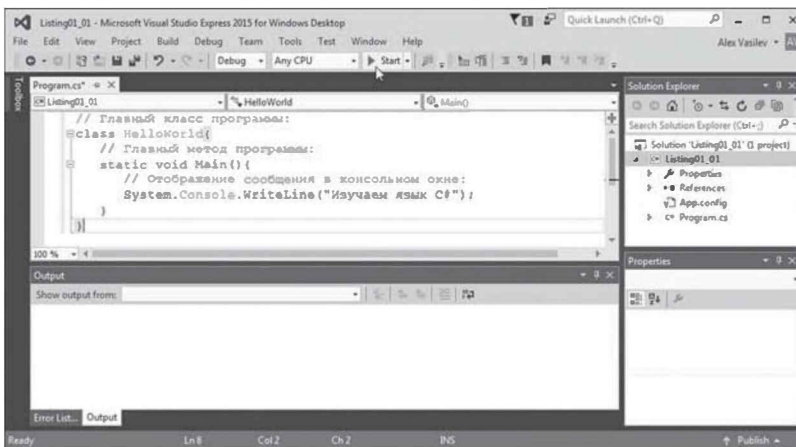 Listing01_01 - Microsoft Visual Studio Express 2015 for Windows Desktop
Quick Launch (Ctrl+Q)
File Edit View Project Build Debug Team Tools Test Window Help
Alex Vasilev
Debug Any CPU Start
Toolbox
Program.cs*
Listing01_01 HelloWorld Main()
// Главный класс программы:
class HelloWorld{
// Главный метод программы:
static void Main(){
// Отображение сообщения в консольном окне:
System.Console.WriteLine("Изучаем язык C#");
}
}
100 %
Solution Explorer
Search Solution Explorer (Ctrl+;)
Solution 'Listing01_01' (1 project)
Listing01_01
Properties
References
App.config
C# Program.cs
Output
Show output from:
Properties
Error List... Output
Ready Ln 8 Col 2 Ch 2 INS Publish